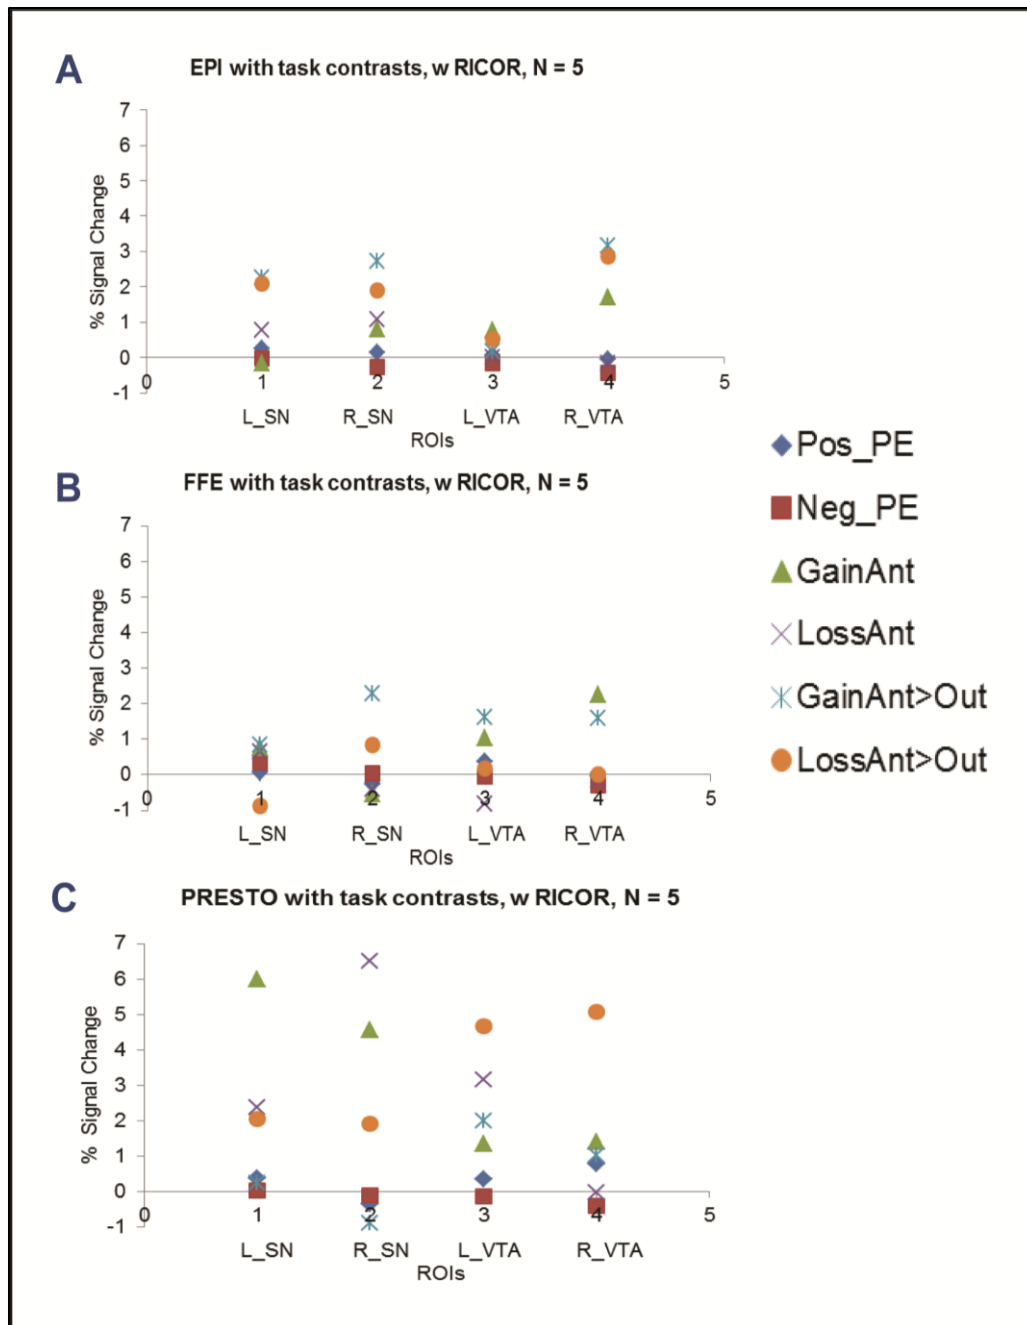 A
EPI with task contrasts, w RICOR, N = 5
7
6
5
4
3
2
1
0
-1
% Signal Change
0 1 2 3 4 5
L_SN R_SN L_VTA R_VTA
ROIs
Pos_PE
Neg_PE
GainAnt
LossAnt
GainAnt>Out
LossAnt>Out
B
FFE with task contrasts, w RICOR, N = 5
7
6
5
4
3
2
1
0
-1
% Signal Change
0 1 2 3 4 5
L_SN R_SN L_VTA R_VTA
ROIs
C
PRESTO with task contrasts, w RICOR, N = 5
7
6
5
4
3
2
1
0
-1
% Signal Change
0 1 2 3 4 5
L_SN R_SN L_VTA R_VTA
ROIs